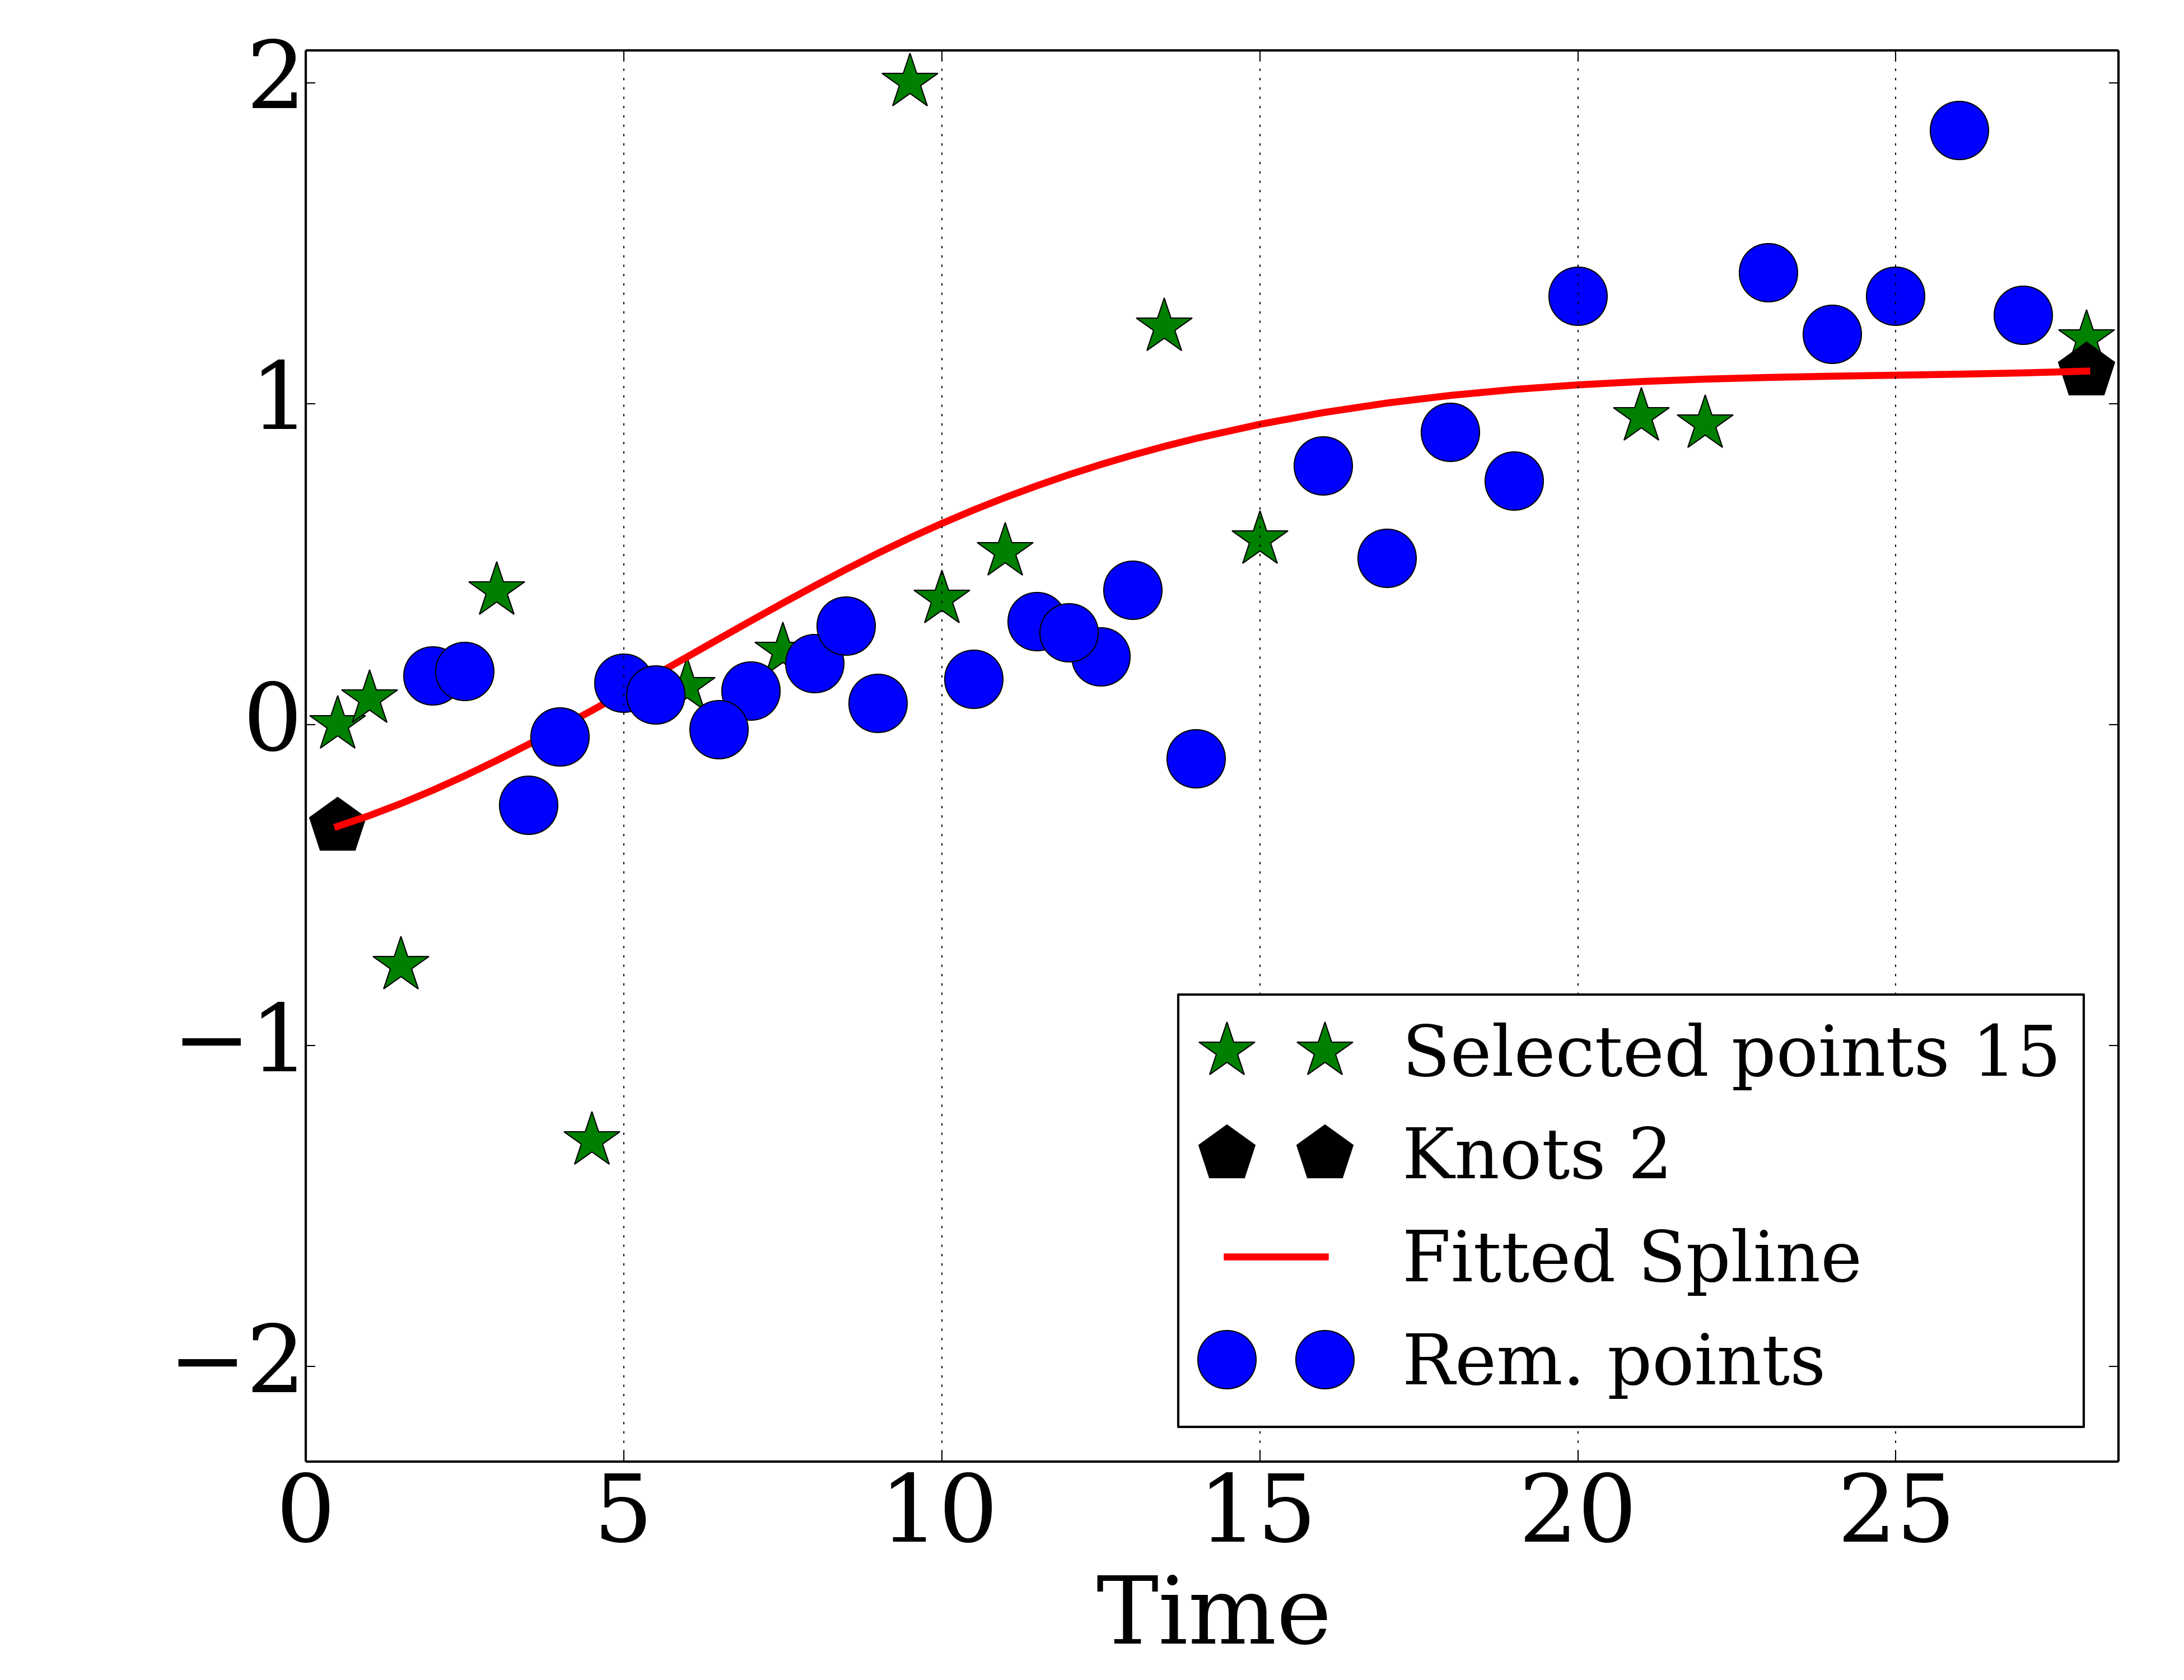 2
1
0
−1
−2
0 5 10 15 20 25
Time
Selected points 15
Knots 2
Fitted Spline
Rem. points